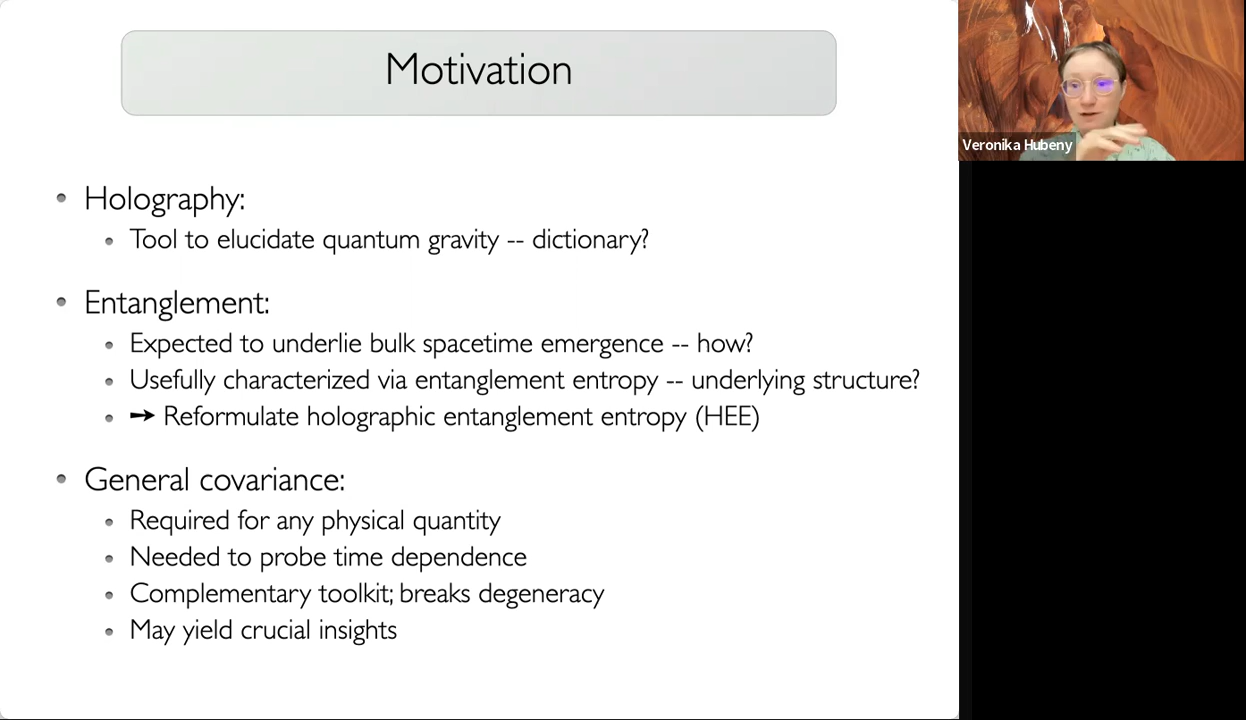 Motivation
Veronika Hubeny
• Holography:
• Tool to elucidate quantum gravity -- dictionary?
• Entanglement:
• Expected to underlie bulk spacetime emergence -- how?
• Usefully characterized via entanglement entropy -- underlying structure?
• ➙ Reformulate holographic entanglement entropy (HEE)
• General covariance:
• Required for any physical quantity
• Needed to probe time dependence
• Complementary toolkit; breaks degeneracy
• May yield crucial insights